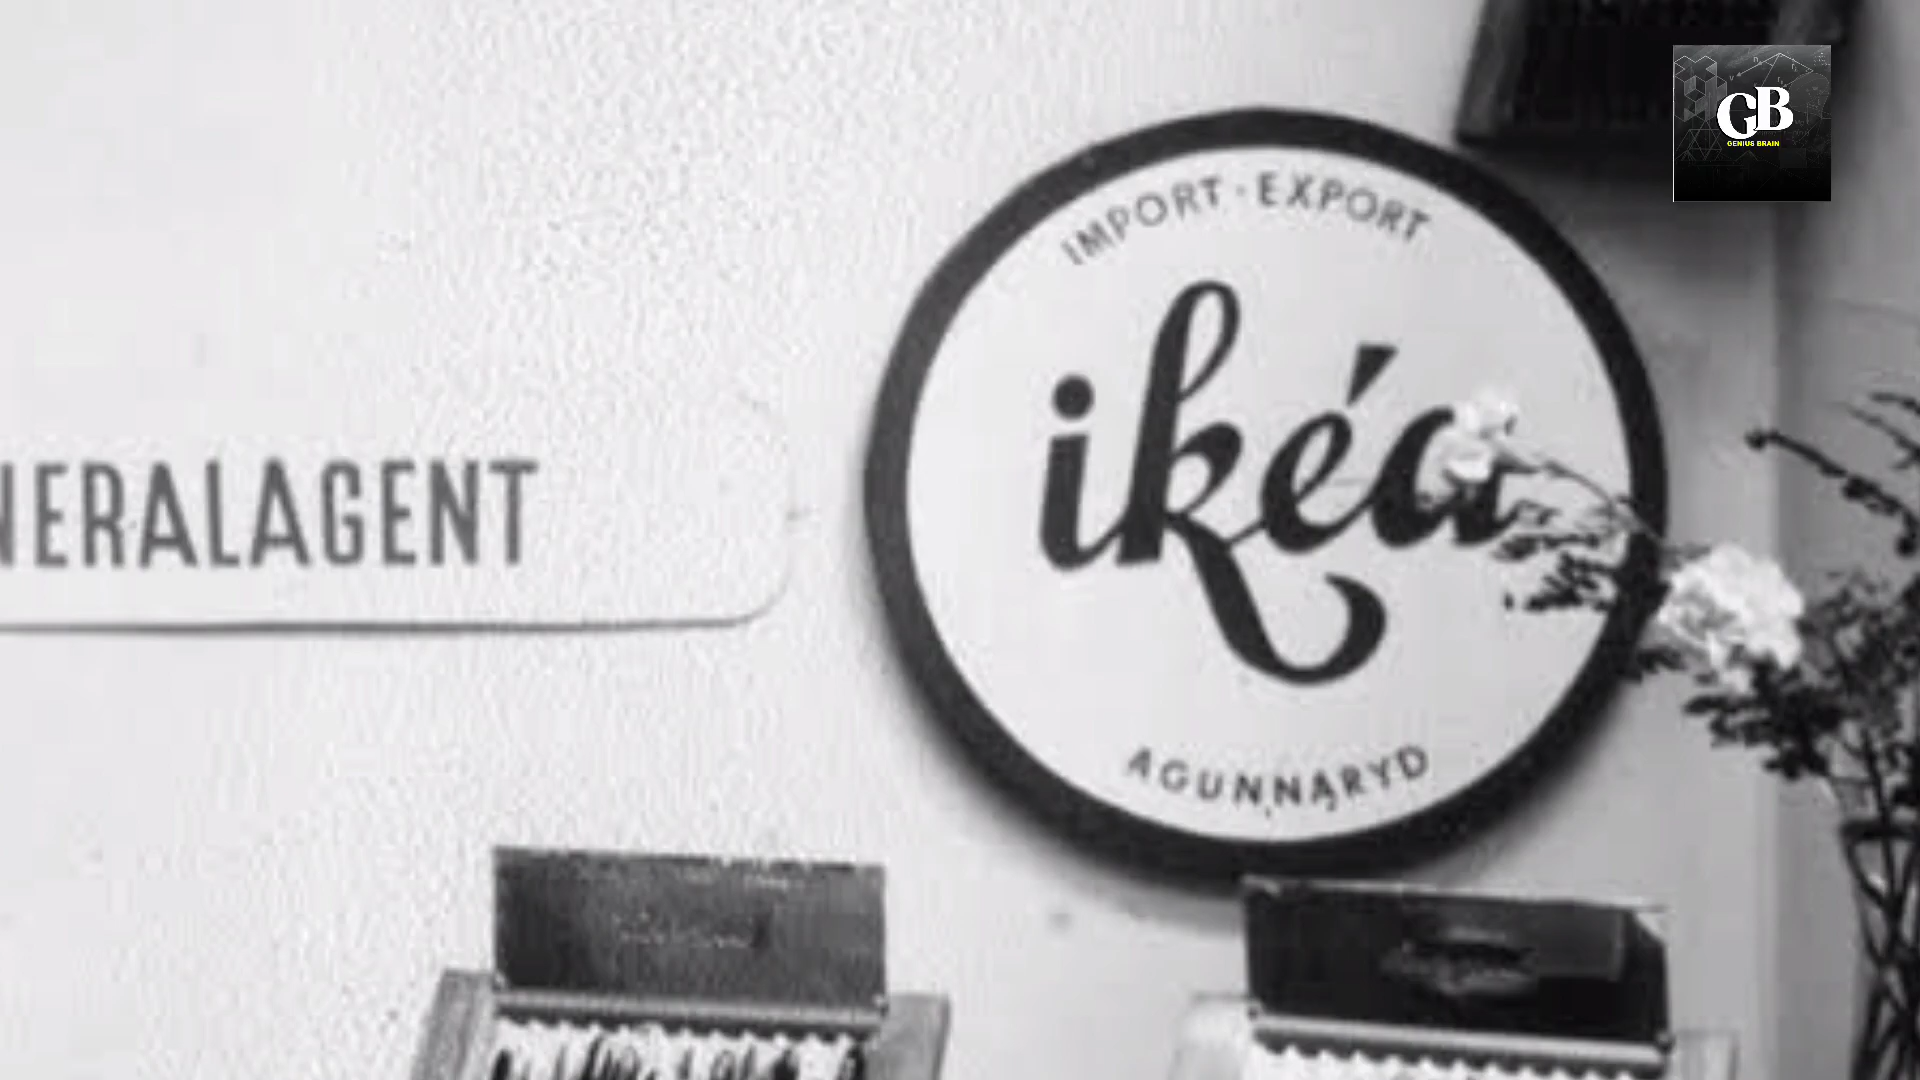 NERALAGENT
IMPORT · EXPORT
ikéa
AGUNNARYD
GB
GENIUS BRAIN